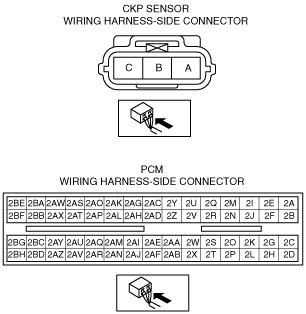 CKP SENSOR
WIRING HARNESS-SIDE CONNECTOR
C B A
PCM
WIRING HARNESS-SIDE CONNECTOR
2BE 2BA 2AW 2AS 2AO 2AK 2AG 2AC 2Y 2U 2Q 2M 2I 2E 2A
2BF 2BB 2AX 2AT 2AP 2AL 2AH 2AD 2Z 2V 2R 2N 2J 2F 2B
2BG 2BC 2AY 2AU 2AQ 2AM 2AI 2AE 2AA 2W 2S 2O 2K 2G 2C
2BH 2BD 2AZ 2AV 2AR 2AN 2AJ 2AF 2AB 2X 2T 2P 2L 2H 2D